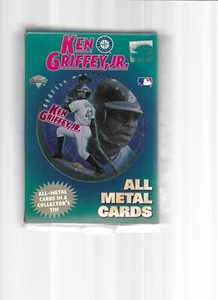 KEN
GRIFFEY, JR.
KEN
GRIFFEY, JR.
ALL-METAL
CARDS IN A
COLLECTOR'S
TIN
ALL
METAL
CARDS